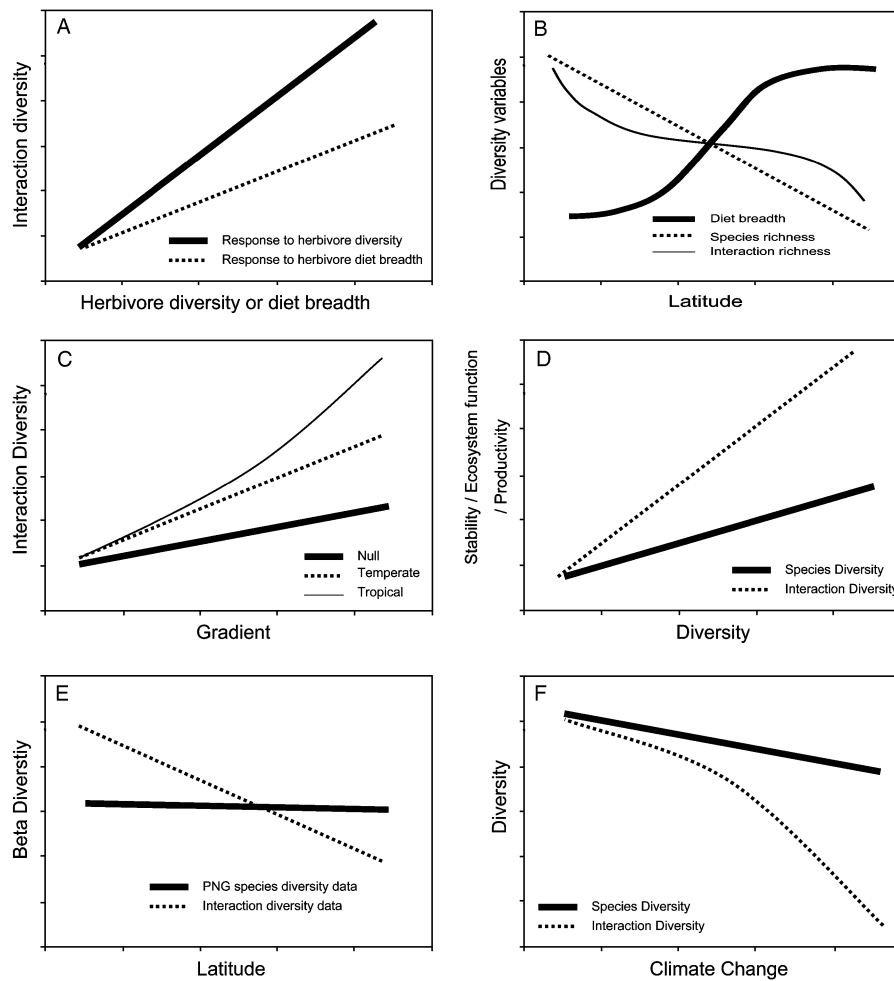 A
Interaction diversity
Response to herbivore diversity
Response to herbivore diet breadth
Herbivore diversity or diet breadth
B
Diversity variables
Diet breadth
Species richness
Interaction richness
Latitude
C
Interaction Diversity
Null
Temperate
Tropical
Gradient
D
Stability / Ecosystem function
/ Productivity
Species Diversity
Interaction Diversity
Diversity
E
Beta Diverstiy
PNG species diversity data
Interaction diversity data
Latitude
F
Diversity
Species Diversity
Interaction Diversity
Climate Change